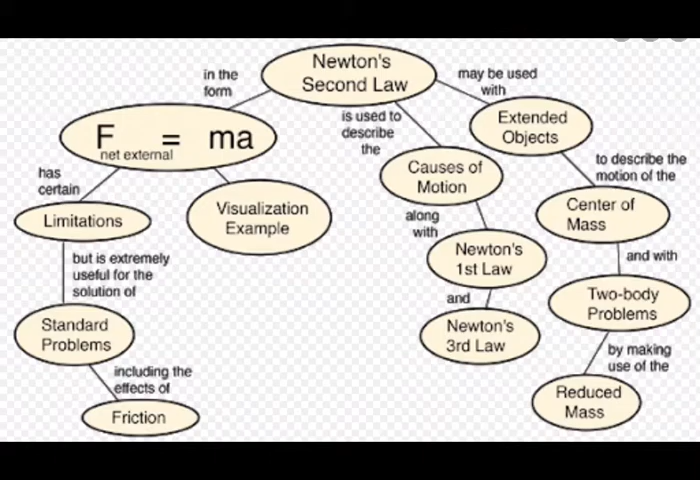 Newton's
Second Law
in the
form
F = ma
net external
has
certain
Limitations
Visualization
Example
but is extremely
useful for the
solution of
Standard
Problems
including the
effects of
Friction
is used to
describe
the
Causes of
Motion
along
with
Newton's
1st Law
and
Newton's
3rd Law
may be used
with
Extended
Objects
to describe the
motion of the
Center of
Mass
and with
Two-body
Problems
by making
use of the
Reduced
Mass